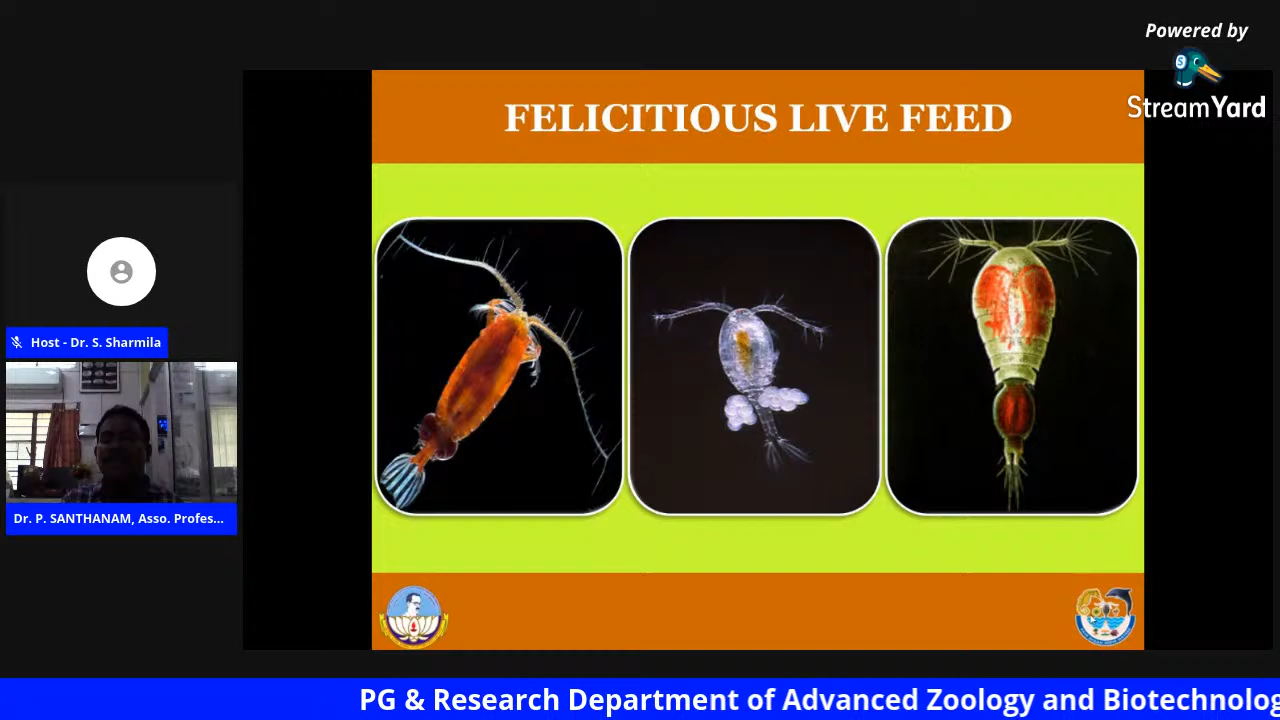 Powered by
StreamYard
FELICITIOUS LIVE FEED
Host - Dr. S. Sharmila
Dr. P. SANTHANAM, Asso. Profes...
PG & Research Department of Advanced Zoology and Biotechnolog